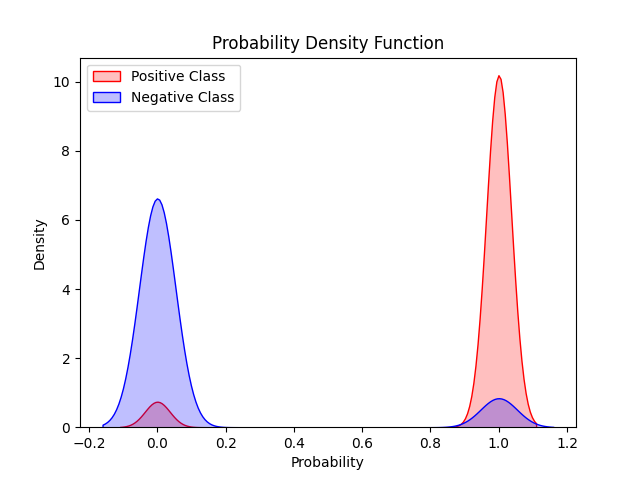 Probability Density Function
Positive Class
Negative Class
10
8
6
4
2
0
Density
−0.2 0.0 0.2 0.4 0.6 0.8 1.0 1.2
Probability